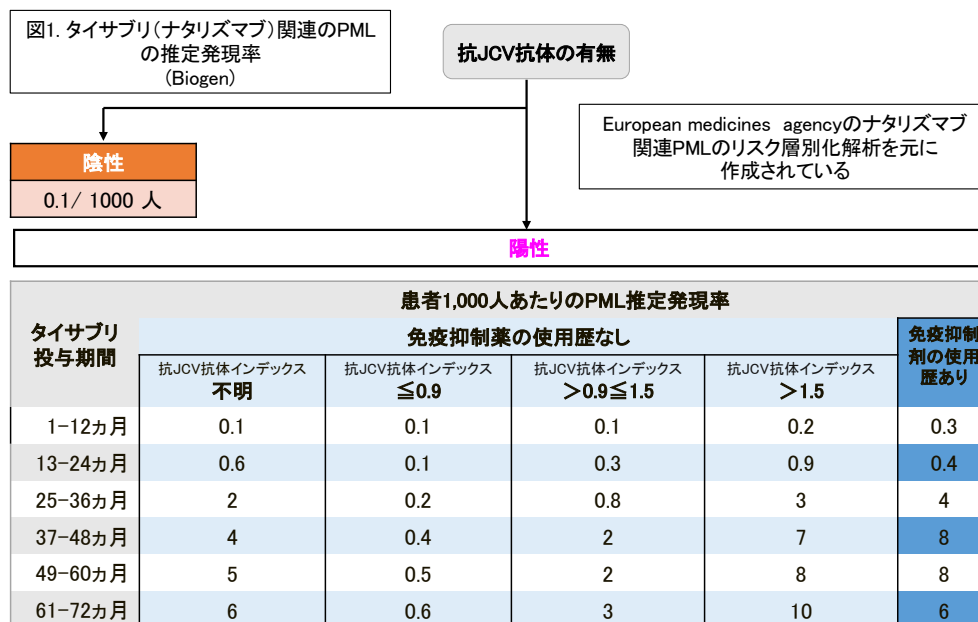 図1. タイサブリ(ナタリズマブ)関連のPML
の推定発現率
(Biogen)
抗JCV抗体の有無
European medicines agencyのナタリズマブ
関連PMLのリスク層別化解析を元に
作成されている
陰性
0.1/ 1000 人
陽性
患者1,000人あたりのPML推定発現率
タイサブリ
投与期間
免疫抑制薬の使用歴なし
免疫抑制
剤の使用
歴あり
抗JCV抗体インデックス
不明
抗JCV抗体インデックス
≦0.9
抗JCV抗体インデックス
>0.9≦1.5
抗JCV抗体インデックス
>1.5
1-12ヵ月 0.1 0.1 0.1 0.2 0.3
13-24ヵ月 0.6 0.1 0.3 0.9 0.4
25-36ヵ月 2 0.2 0.8 3 4
37-48ヵ月 4 0.4 2 7 8
49-60ヵ月 5 0.5 2 8 8
61-72ヵ月 6 0.6 3 10 6